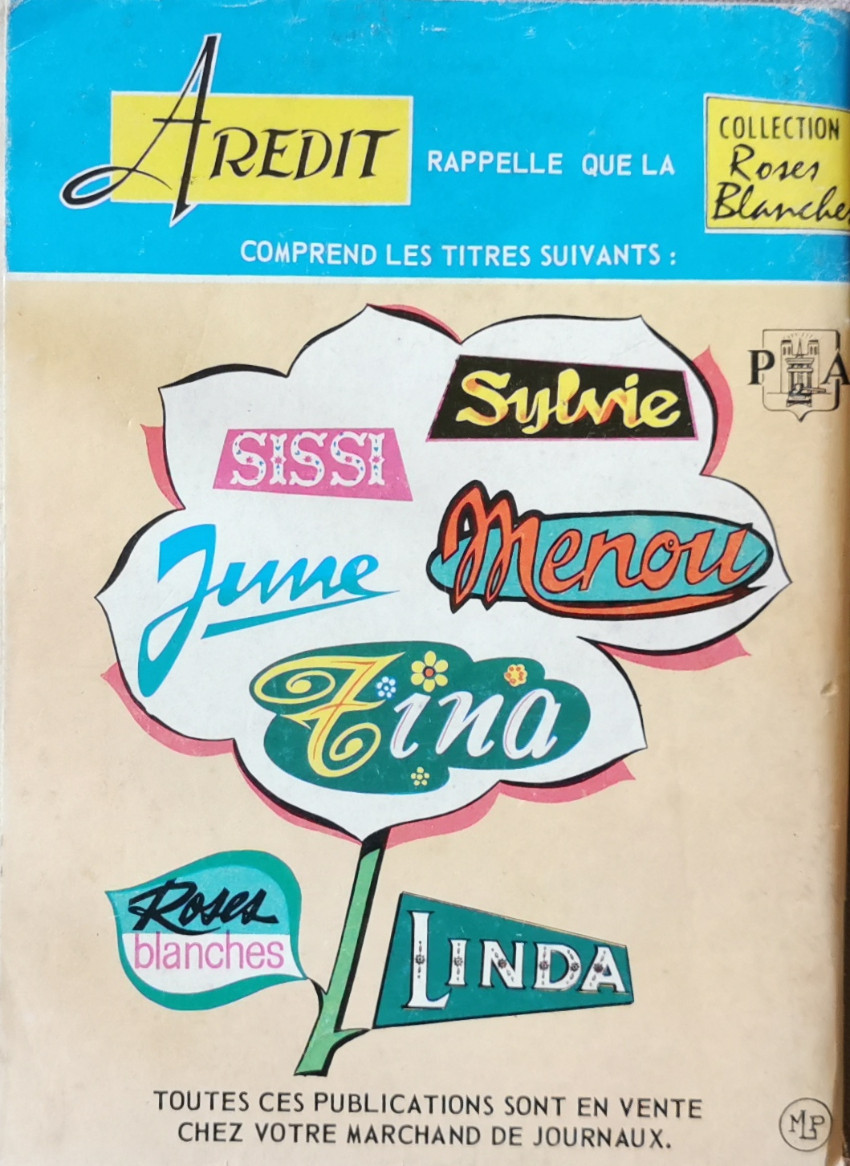 AREDIT RAPPELLE QUE LA COLLECTION
Roses
Blanches
COMPREND LES TITRES SUIVANTS :
P A
Sylvie
SISSI
Menou
June
Tina
Roses
blanches
LINDA
TOUTES CES PUBLICATIONS SONT EN VENTE
CHEZ VOTRE MARCHAND DE JOURNAUX.
MLP